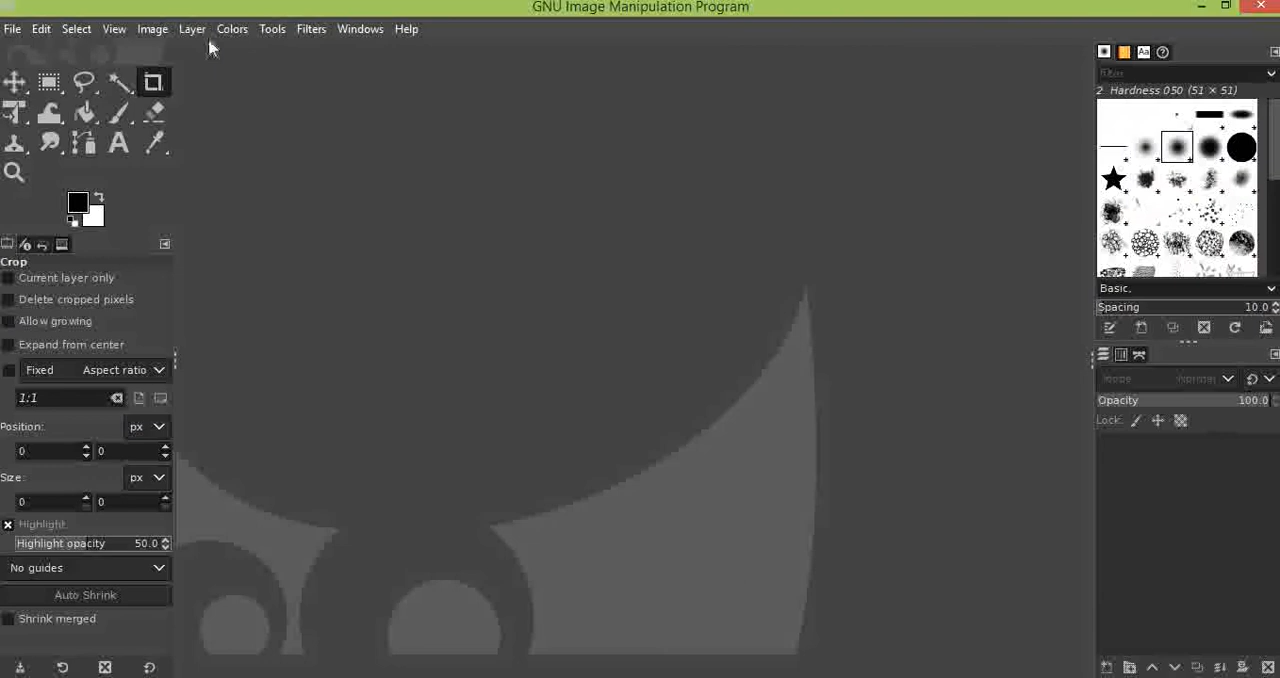 GNU Image Manipulation Program
File Edit Select View Image Layer Colors Tools Filters Windows Help
Aa
2. Hardness 050 (51 × 51)
A
Crop
Current layer only
Delete cropped pixels
Allow growing
Expand from center
Fixed Aspect ratio
1:1
Position: px
0 0
Size: px
0 0
Highlight
Highlight opacity 50.0
No guides
Auto Shrink
Shrink merged
Basic,
Spacing 10.0
Mode Normal
Opacity 100.0
Lock: